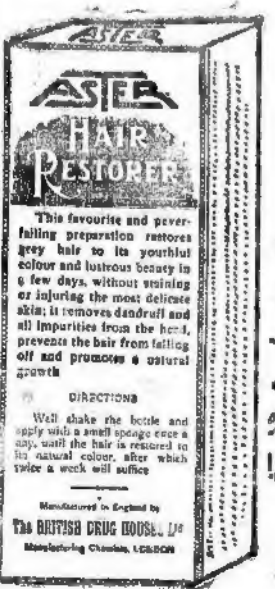 ASTER
ASTER
HAIR
RESTORER
This favourite and never-
failing preparation restores
grey hair to its youthful
colour and lustrous beauty in
a few days, without staining
or injuring the most delicate
skin; it removes dandruff and
all impurities from the head,
prevents the hair from falling
off and promotes a natural
growth
DIRECTIONS
Well shake the bottle and
apply with a small sponge once a
day, until the hair is restored to
its natural colour, after which
twice a week will suffice
Manufactured in England by
The BRITISH DRUG HOUSES, Ltd
Manufacturing Chemists, LONDON